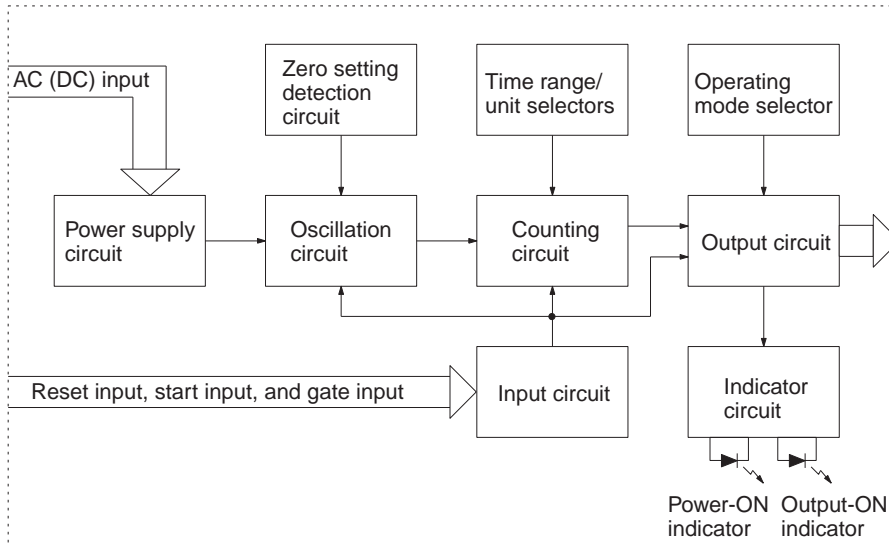 AC (DC) input
Zero setting
detection
circuit
Time range/
unit selectors
Operating
mode selector
Power supply
circuit
Oscillation
circuit
Counting
circuit
Output circuit
Reset input, start input, and gate input
Input circuit
Indicator
circuit
Power-ON
indicator
Output-ON
indicator